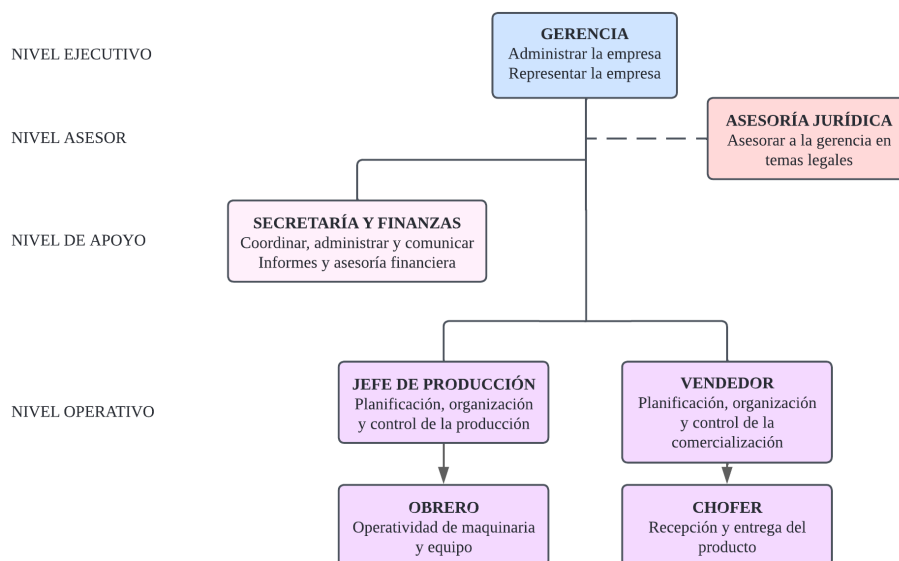 NIVEL EJECUTIVO
GERENCIA
Administrar la empresa
Representar la empresa
NIVEL ASESOR
ASESORÍA JURÍDICA
Asesorar a la gerencia en
temas legales
NIVEL DE APOYO
SECRETARÍA Y FINANZAS
Coordinar, administrar y comunicar
Informes y asesoría financiera
NIVEL OPERATIVO
JEFE DE PRODUCCIÓN
Planificación, organización
y control de la producción
VENDEDOR
Planificación, organización
y control de la
comercialización
OBRERO
Operatividad de maquinaria
y equipo
CHOFER
Recepción y entrega del
producto